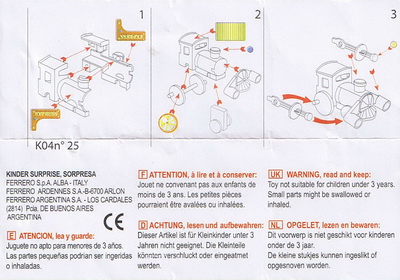 1
2
3
K04n° 25
KINDER SURPRISE, SORPRESA
FERRERO S.p.A. ALBA - ITALY
FERRERO ARDENNES S.A.-B-6700 ARLON
FERRERO ARGENTINA S.A. - LOS CARDALES
(2814) Pcia. DE BUENOS AIRES
ARGENTINA
CE
E ATENCION, lea y guarde:
Juguete no apto para menores de 3 años.
Las partes pequeñas podrían ser ingeridas
o inhaladas.
F ATTENTION, à lire et à conserver:
Jouet ne convenant pas aux enfants de
moins de 3 ans. Les petites pièces
pourraient être avalées ou inhalées.
D ACHTUNG, lesen und aufbewahren:
Dieser Artikel ist für Kleinkinder unter 3
Jahren nicht geeignet. Die Kleinteile
könnten verschluckt oder eingeatmet
werden.
UK WARNING, read and keep:
Toy not suitable for children under 3 years.
Small parts might be swallowed or
inhaled.
NL OPGELET, lezen en bewaren:
Dit voorwerp is niet geschikt voor kinderen
onder de 3 jaar.
De kleine stukjes kunnen ingeslikt of
opgesnoven worden.